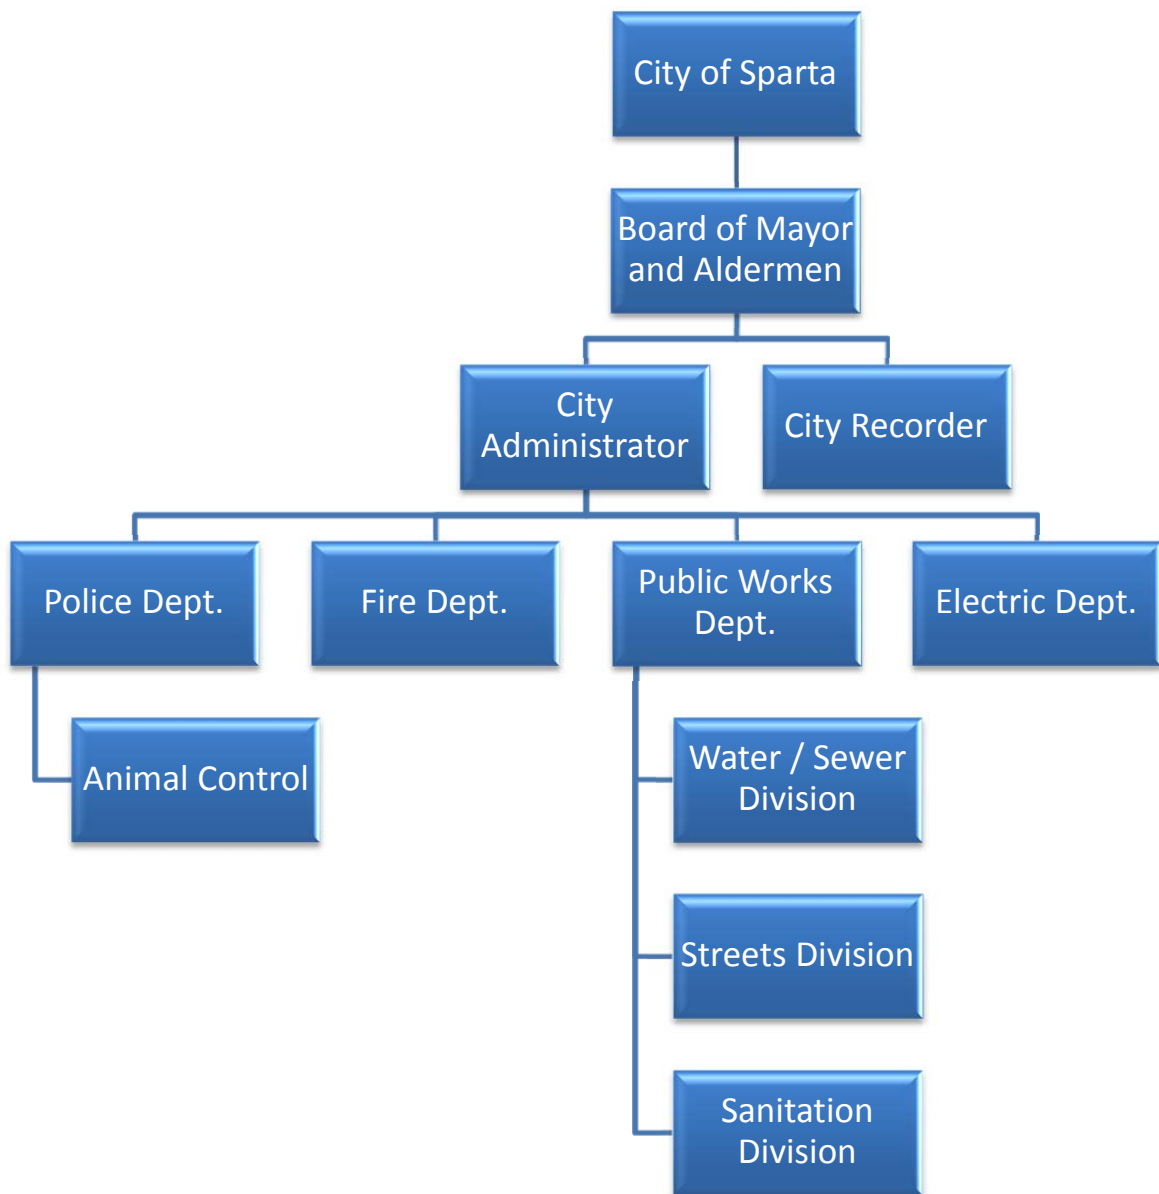 City of Sparta
Board of Mayor
and Aldermen
City
Administrator
City Recorder
Police Dept.
Fire Dept.
Public Works
Dept.
Electric Dept.
Animal Control
Water / Sewer
Division
Streets Division
Sanitation
Division